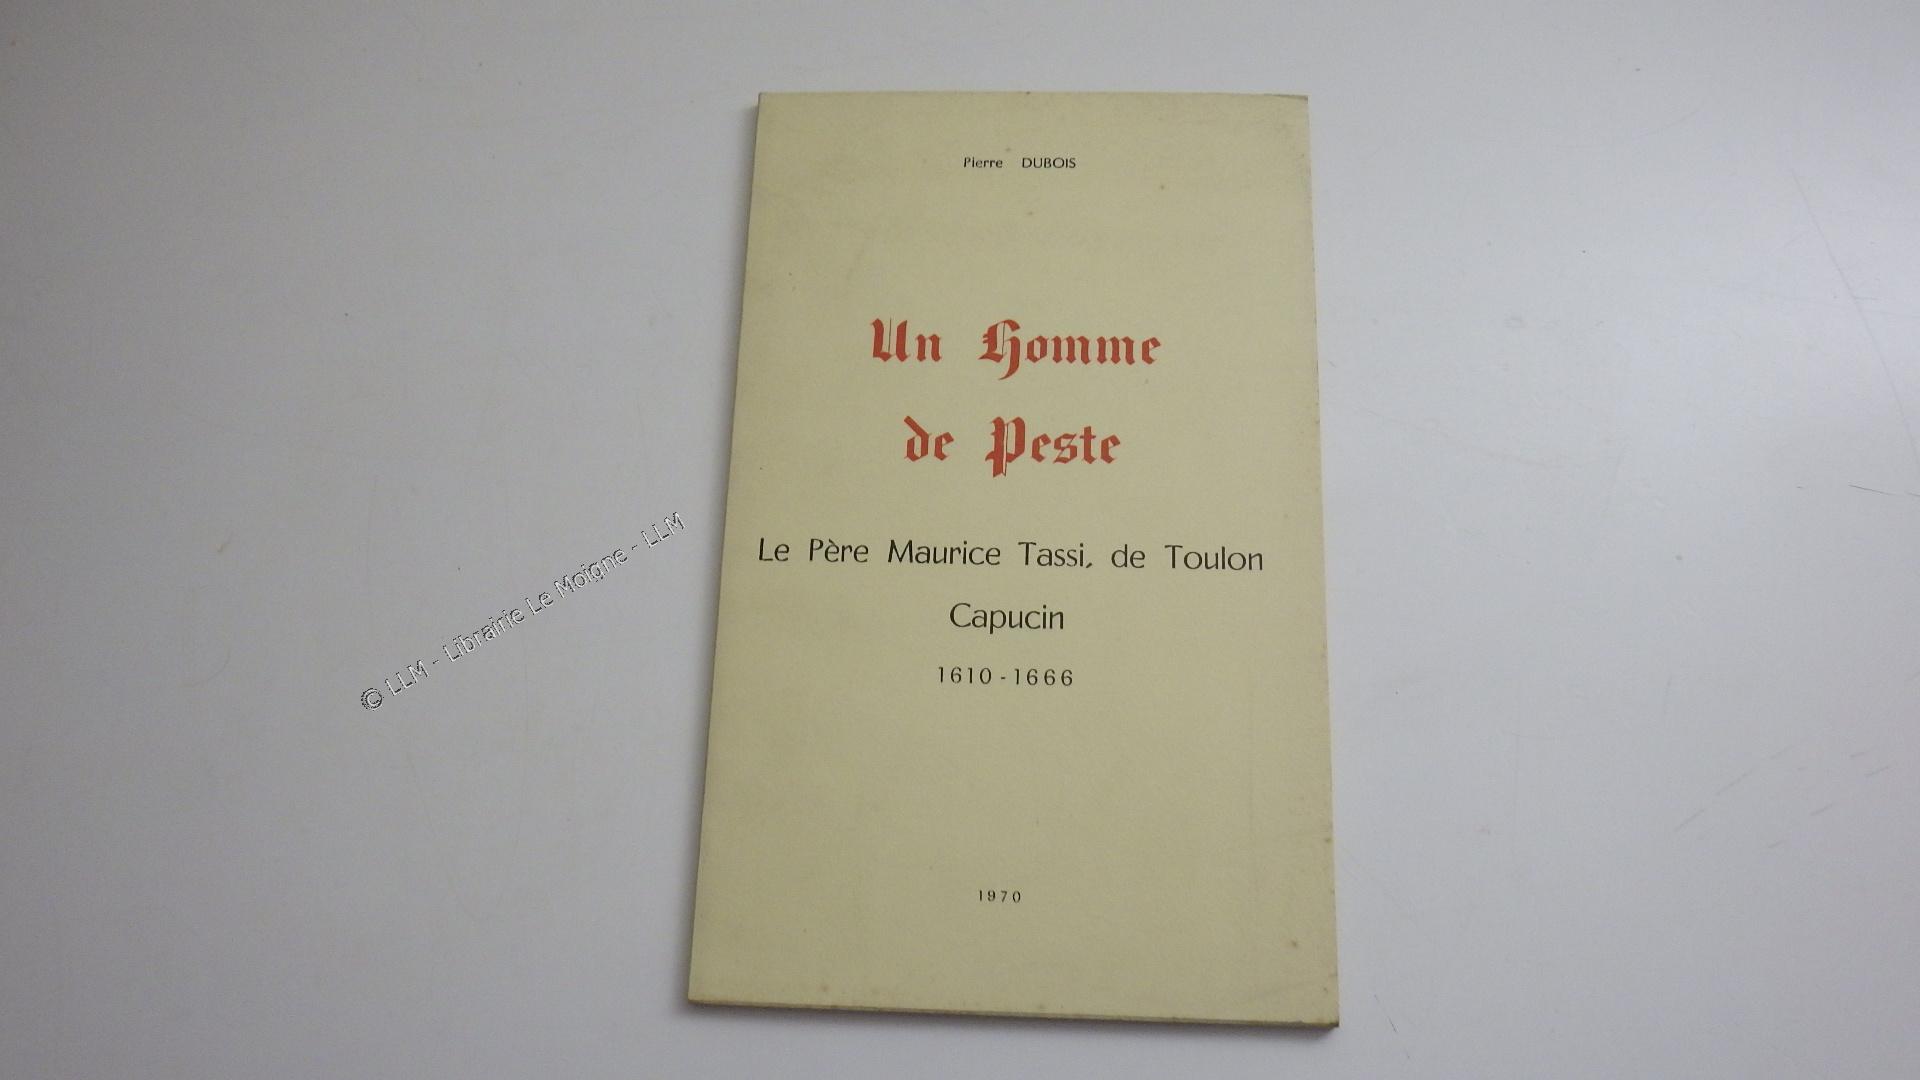 Pierre DUBOIS
Un Homme
de Peste
Le Père Maurice Tassi, de Toulon
Capucin
1610-1666
1970
© LLM - Librairie Le Moigne - LLM